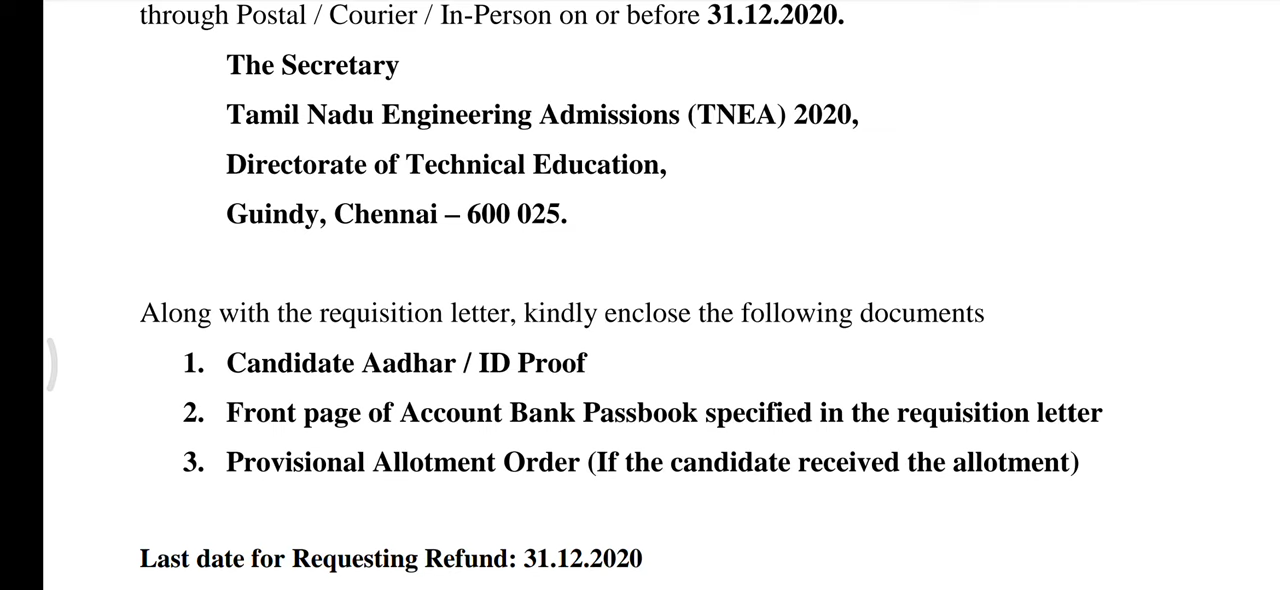 through Postal / Courier / In-Person on or before 31.12.2020.
The Secretary
Tamil Nadu Engineering Admissions (TNEA) 2020,
Directorate of Technical Education,
Guindy, Chennai – 600 025.
Along with the requisition letter, kindly enclose the following documents
1. Candidate Aadhar / ID Proof
2. Front page of Account Bank Passbook specified in the requisition letter
3. Provisional Allotment Order (If the candidate received the allotment)
Last date for Requesting Refund: 31.12.2020